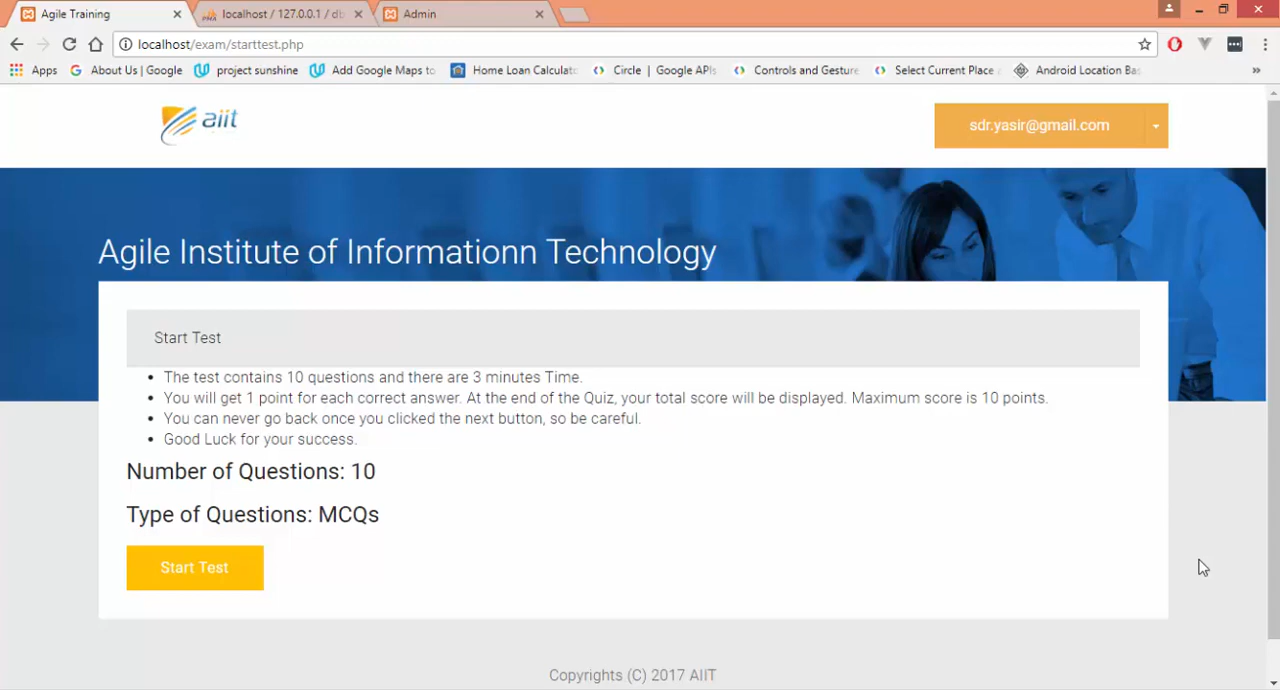 Agile Training
localhost / 127.0.0.1 / db
Admin
localhost/exam/starttest.php
Apps
About Us | Google
project sunshine
Add Google Maps to
Home Loan Calculat
Circle | Google APIs
Controls and Gesture
Select Current Place
Android Location Bas
aiit
sdr.yasir@gmail.com
Agile Institute of Informationn Technology
Start Test
• The test contains 10 questions and there are 3 minutes Time.
• You will get 1 point for each correct answer. At the end of the Quiz, your total score will be displayed. Maximum score is 10 points.
• You can never go back once you clicked the next button, so be careful.
• Good Luck for your success.
Number of Questions: 10
Type of Questions: MCQs
Start Test
Copyrights (C) 2017 AIIT